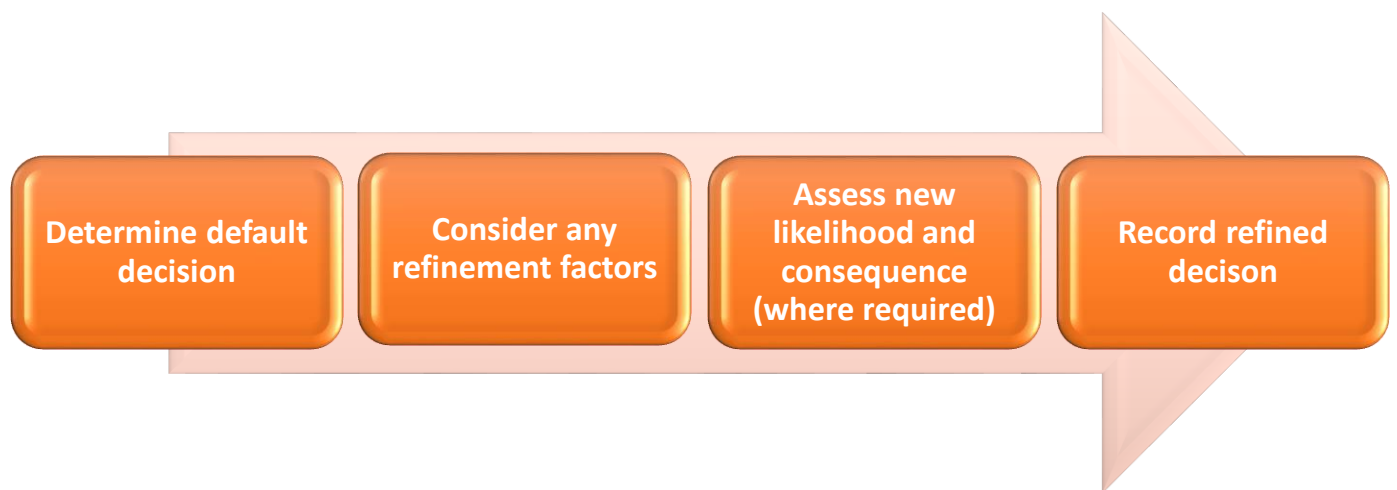 Determine default
decision
Consider any
refinement factors
Assess new
likelihood and
consequence
(where required)
Record refined
decison